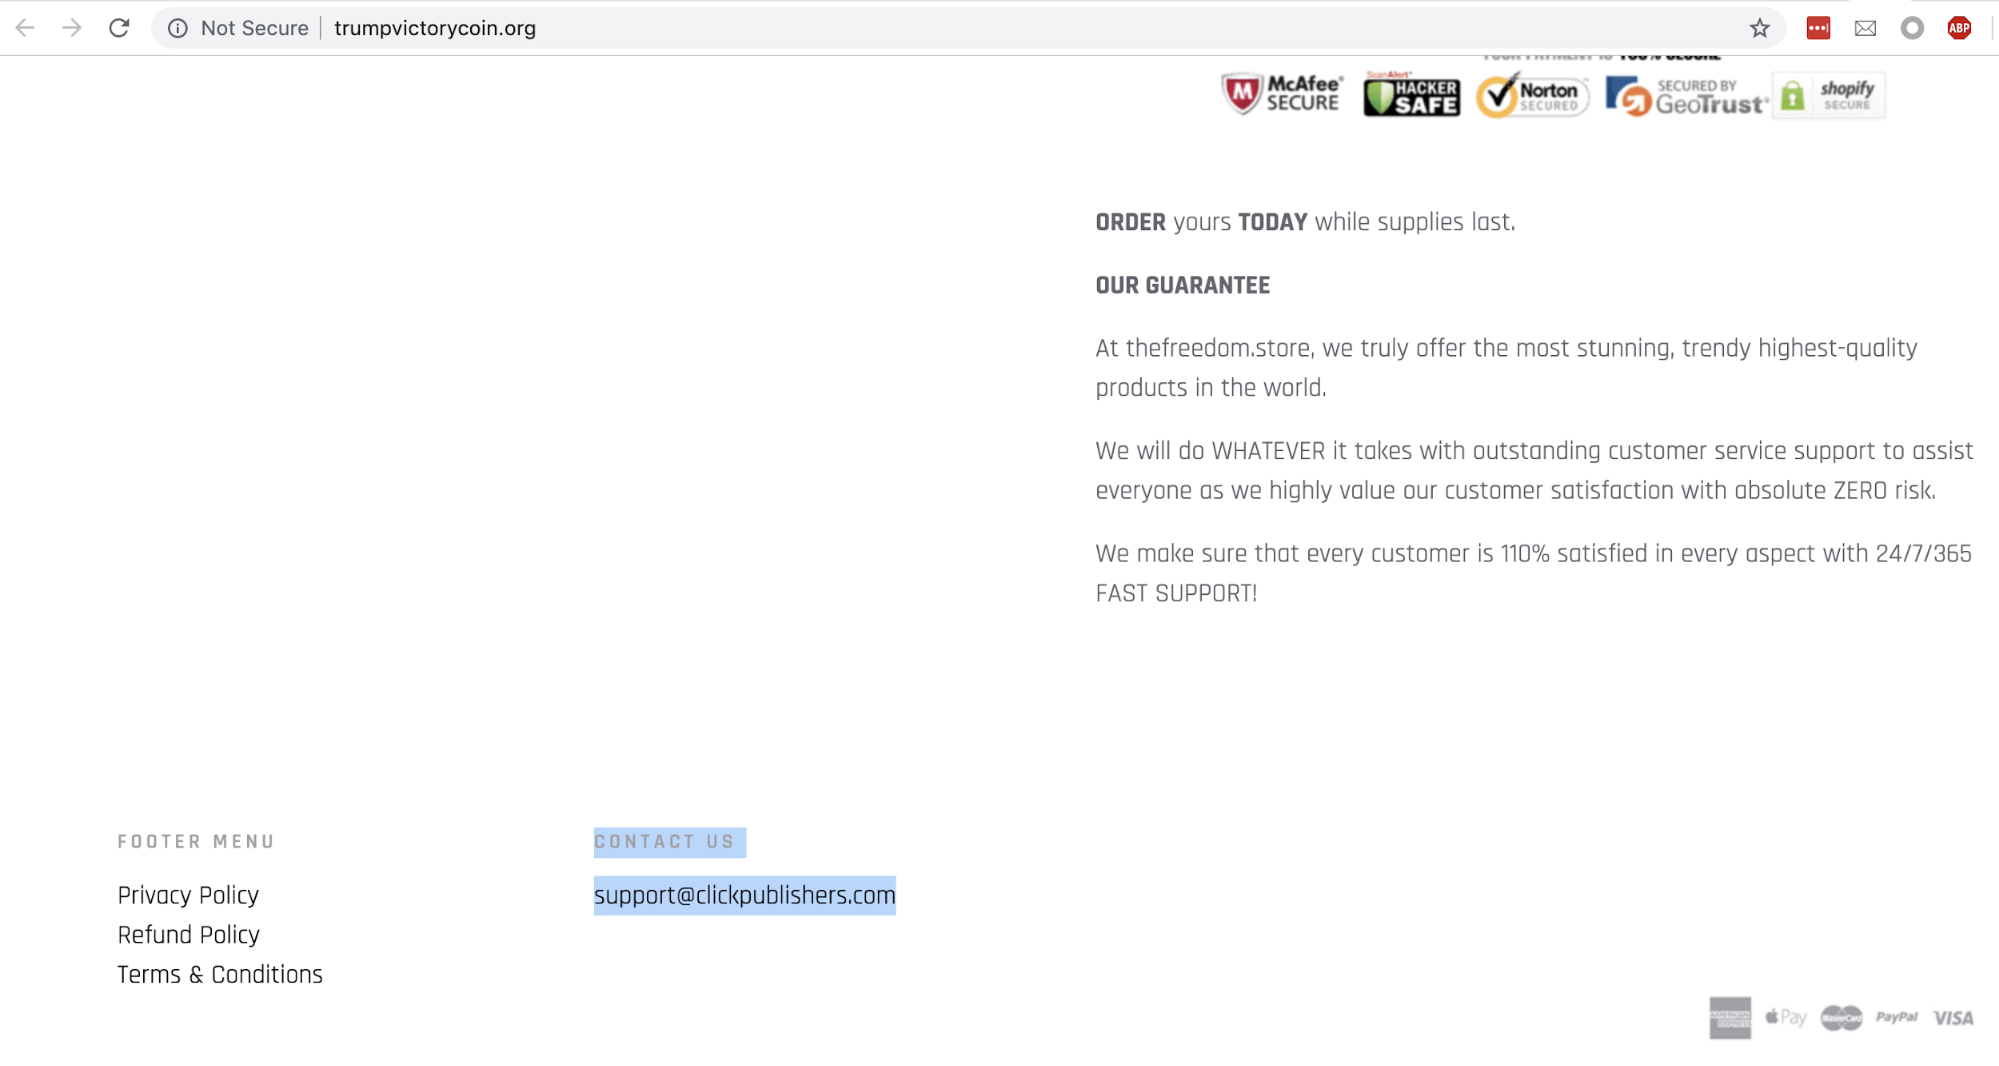 Not Secure | trumpvictorycoin.org
ABP
YOUR PAYMENT IS 100% SECURE
McAfee SECURE
ScanAlert HACKER SAFE
Norton SECURED
SECURED BY GeoTrust
shopify SECURE
ORDER yours TODAY while supplies last.
OUR GUARANTEE
At thefreedom.store, we truly offer the most stunning, trendy highest-quality
products in the world.
We will do WHATEVER it takes with outstanding customer service support to assist
everyone as we highly value our customer satisfaction with absolute ZERO risk.
We make sure that every customer is 110% satisfied in every aspect with 24/7/365
FAST SUPPORT!
FOOTER MENU
Privacy Policy
Refund Policy
Terms & Conditions
CONTACT US
support@clickpublishers.com
AMERICAN EXPRESS
Pay
MasterCard
PayPal
VISA